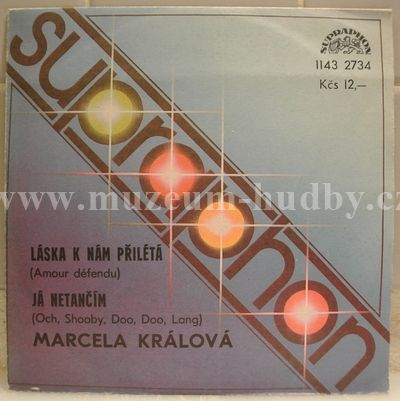 supraphon
SUPRAPHON
1143 2734
Kčs 12,–
www.muzeum-hudby.cz
LÁSKA K NÁM PŘILÉTÁ
(Amour défendu)
JÁ NETANČÍM
(Och, Shooby, Doo, Doo, Lang)
MARCELA KRÁLOVÁ